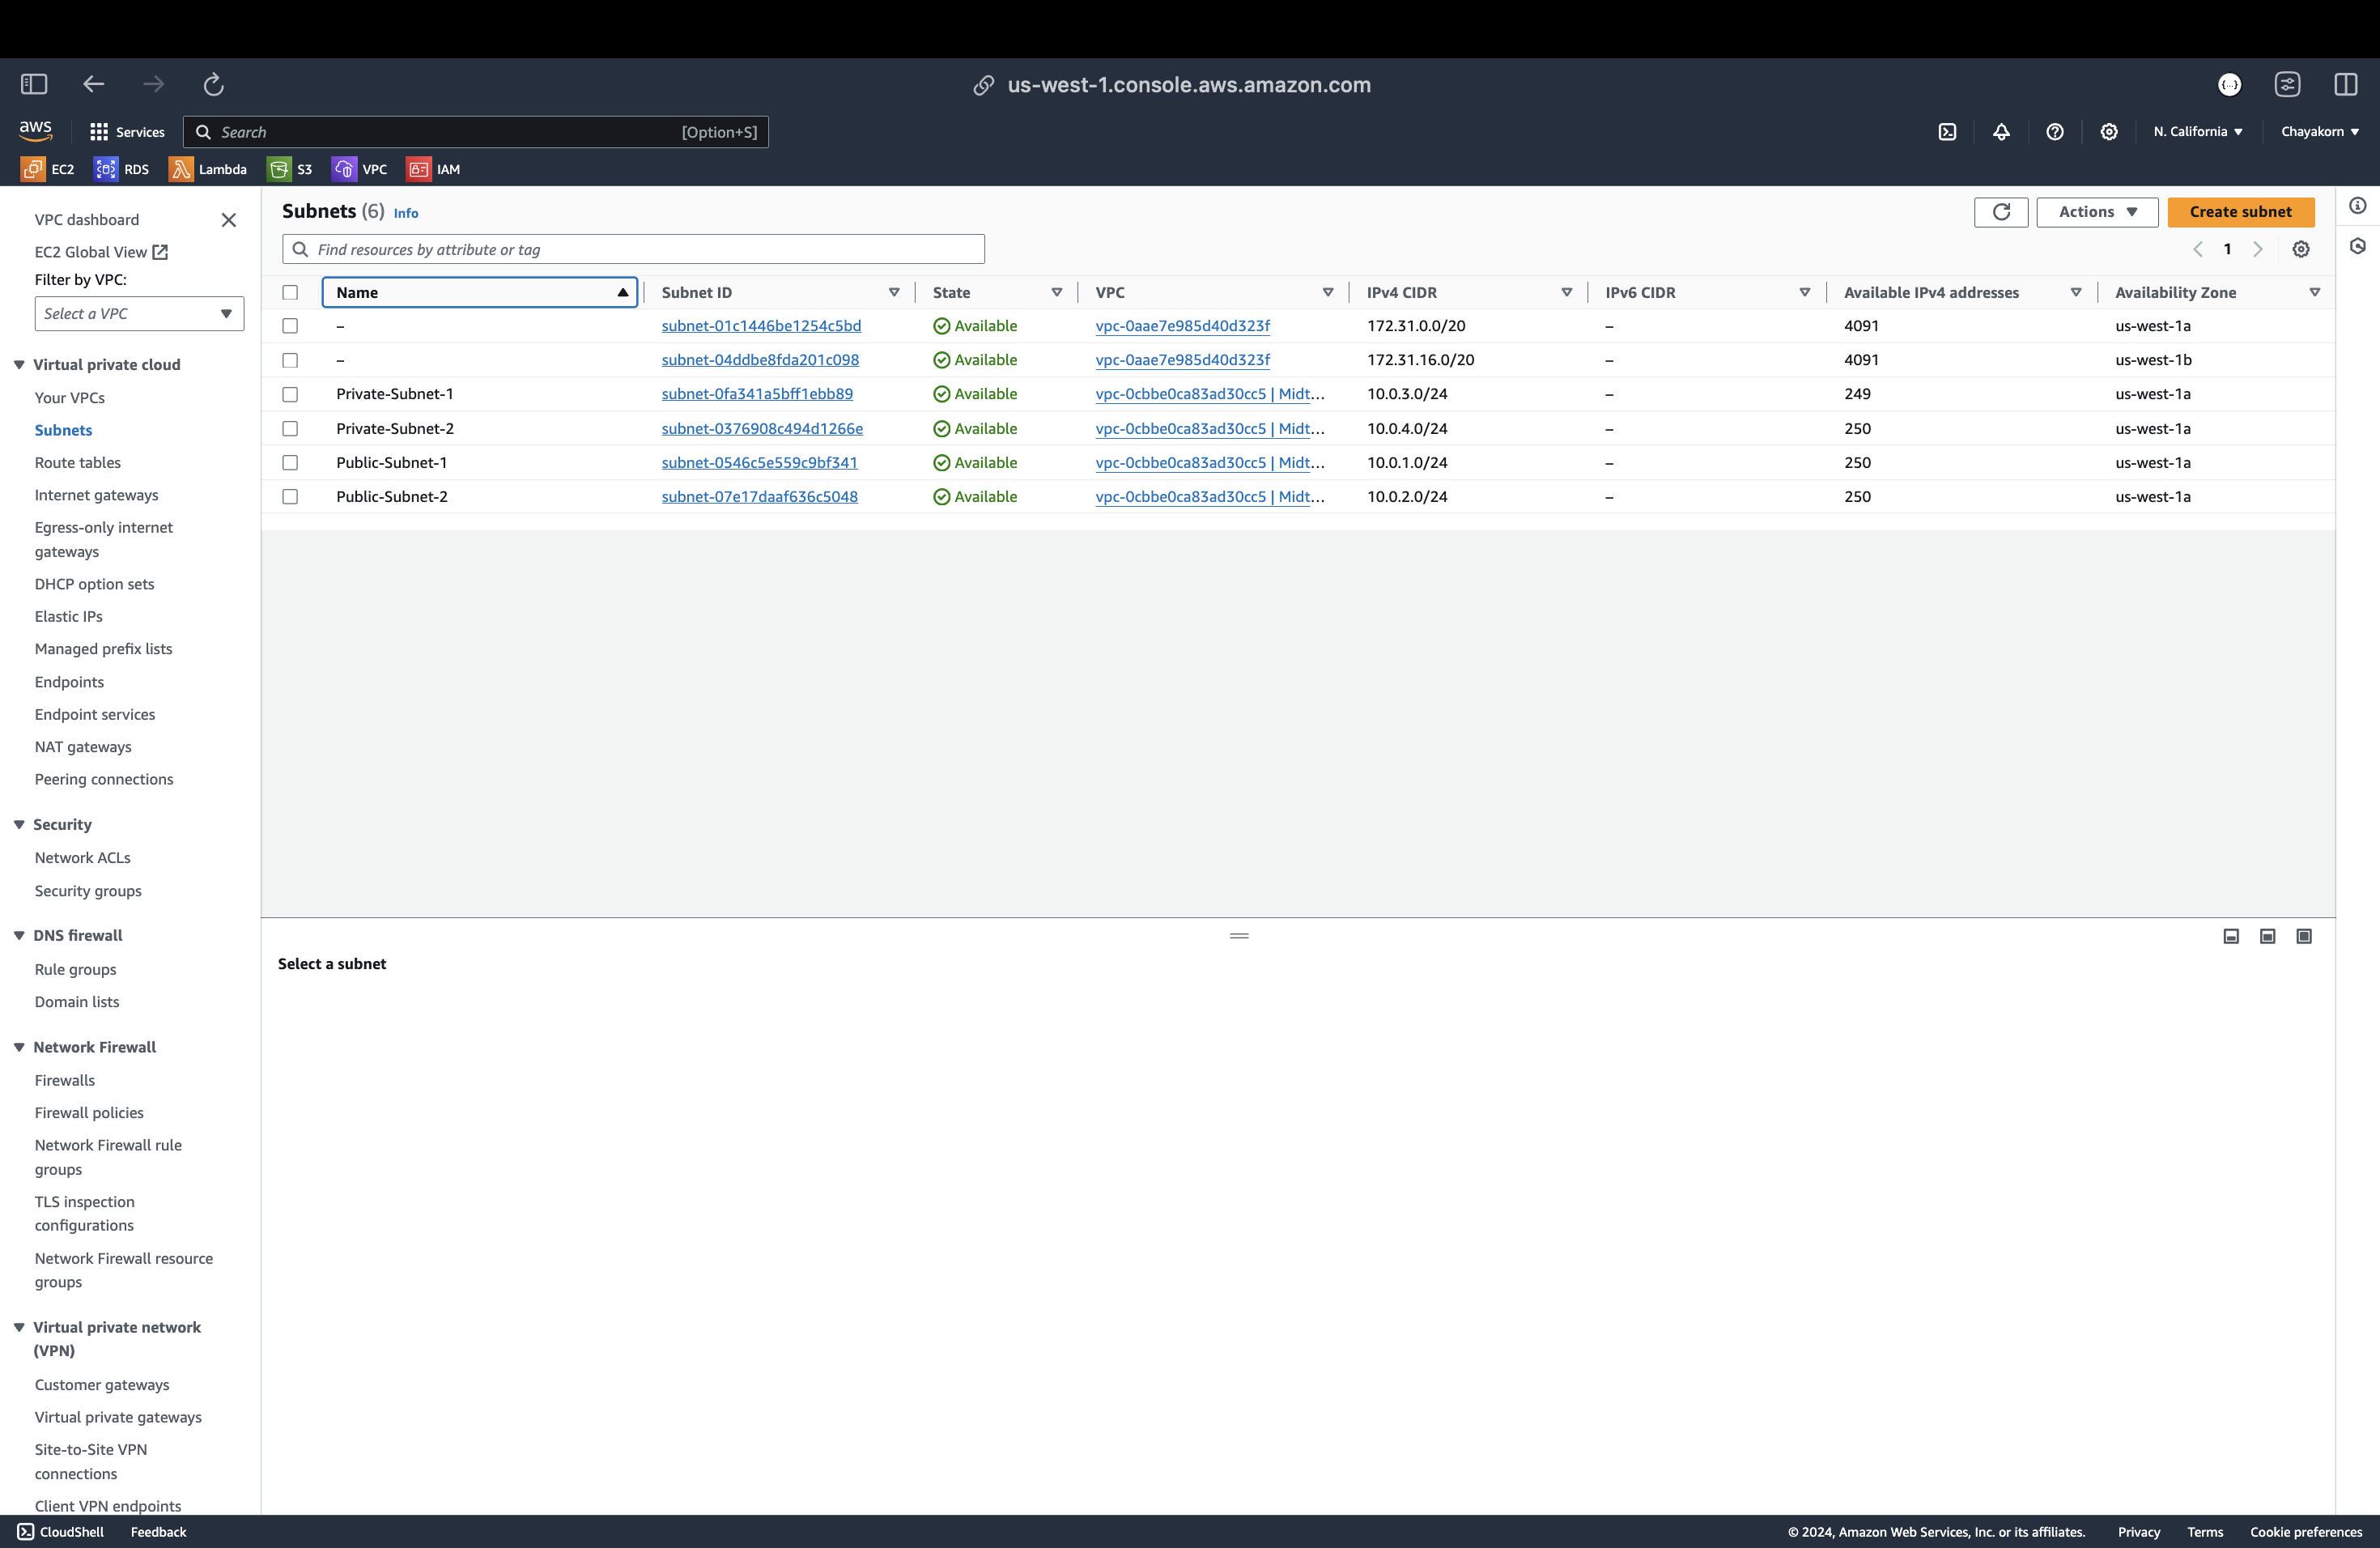 us-west-1.console.aws.amazon.com
aws Services Search [Option+S] N. California Chayakorn
EC2 RDS Lambda S3 VPC IAM
VPC dashboard
EC2 Global View
Filter by VPC:
Select a VPC
Virtual private cloud
Your VPCs
Subnets
Route tables
Internet gateways
Egress-only internet
gateways
DHCP option sets
Elastic IPs
Managed prefix lists
Endpoints
Endpoint services
NAT gateways
Peering connections
Security
Network ACLs
Security groups
DNS firewall
Rule groups
Domain lists
Network Firewall
Firewalls
Firewall policies
Network Firewall rule
groups
TLS inspection
configurations
Network Firewall resource
groups
Virtual private network
(VPN)
Customer gateways
Virtual private gateways
Site-to-Site VPN
connections
Client VPN endpoints
Subnets (6) Info Actions Create subnet
Find resources by attribute or tag 1
Name Subnet ID State VPC IPv4 CIDR IPv6 CIDR Available IPv4 addresses Availability Zone
– subnet-01c1446be1254c5bd Available vpc-0aae7e985d40d323f 172.31.0.0/20 – 4091 us-west-1a
– subnet-04ddbe8fda201c098 Available vpc-0aae7e985d40d323f 172.31.16.0/20 – 4091 us-west-1b
Private-Subnet-1 subnet-0fa341a5bff1ebb89 Available vpc-0cbbe0ca83ad30cc5 | Midt... 10.0.3.0/24 – 249 us-west-1a
Private-Subnet-2 subnet-0376908c494d1266e Available vpc-0cbbe0ca83ad30cc5 | Midt... 10.0.4.0/24 – 250 us-west-1a
Public-Subnet-1 subnet-0546c5e559c9bf341 Available vpc-0cbbe0ca83ad30cc5 | Midt... 10.0.1.0/24 – 250 us-west-1a
Public-Subnet-2 subnet-07e17daaf636c5048 Available vpc-0cbbe0ca83ad30cc5 | Midt... 10.0.2.0/24 – 250 us-west-1a
Select a subnet
CloudShell Feedback © 2024, Amazon Web Services, Inc. or its affiliates. Privacy Terms Cookie preferences